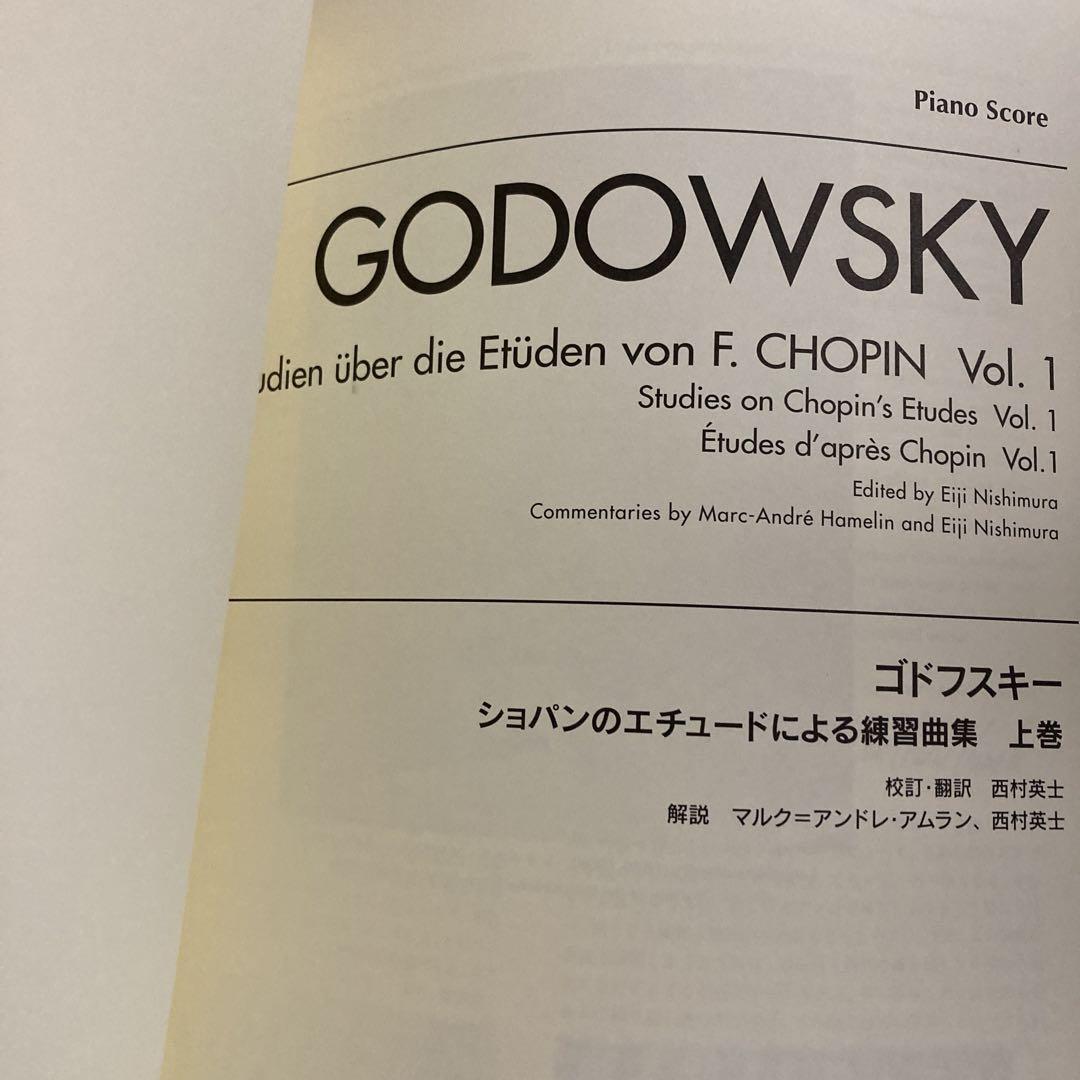 Piano Score
GODOWSKY
udien über die Etüden von F. CHOPIN Vol. 1
Studies on Chopin's Etudes Vol. 1
Études d'après Chopin Vol.1
Edited by Eiji Nishimura
Commentaries by Marc-André Hamelin and Eiji Nishimura
ゴドフスキー
ショパンのエチュードによる練習曲集 上巻
校訂・翻訳 西村英士
解説 マルク＝アンドレ・アムラン、西村英士